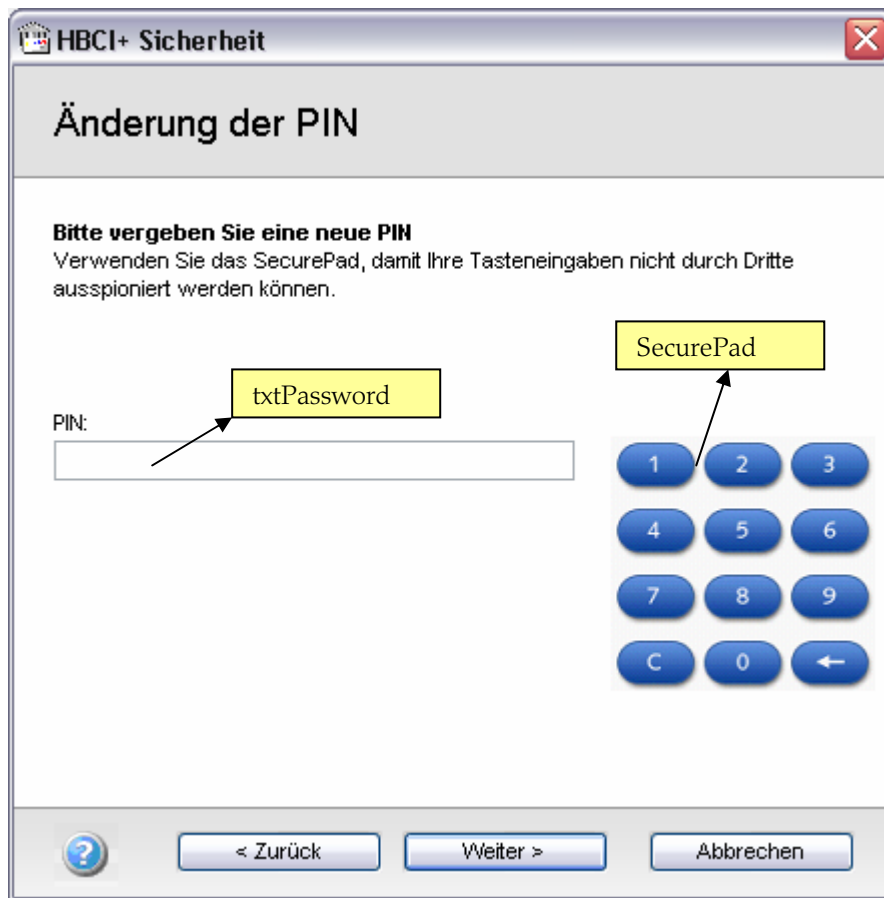 HBCI+ Sicherheit
Änderung der PIN
Bitte vergeben Sie eine neue PIN
Verwenden Sie das SecurePad, damit Ihre Tasteneingaben nicht durch Dritte
ausspioniert werden können.
SecurePad
txtPassword
PIN:
1 2 3
4 5 6
7 8 9
C 0 ←
? < Zurück Weiter > Abbrechen